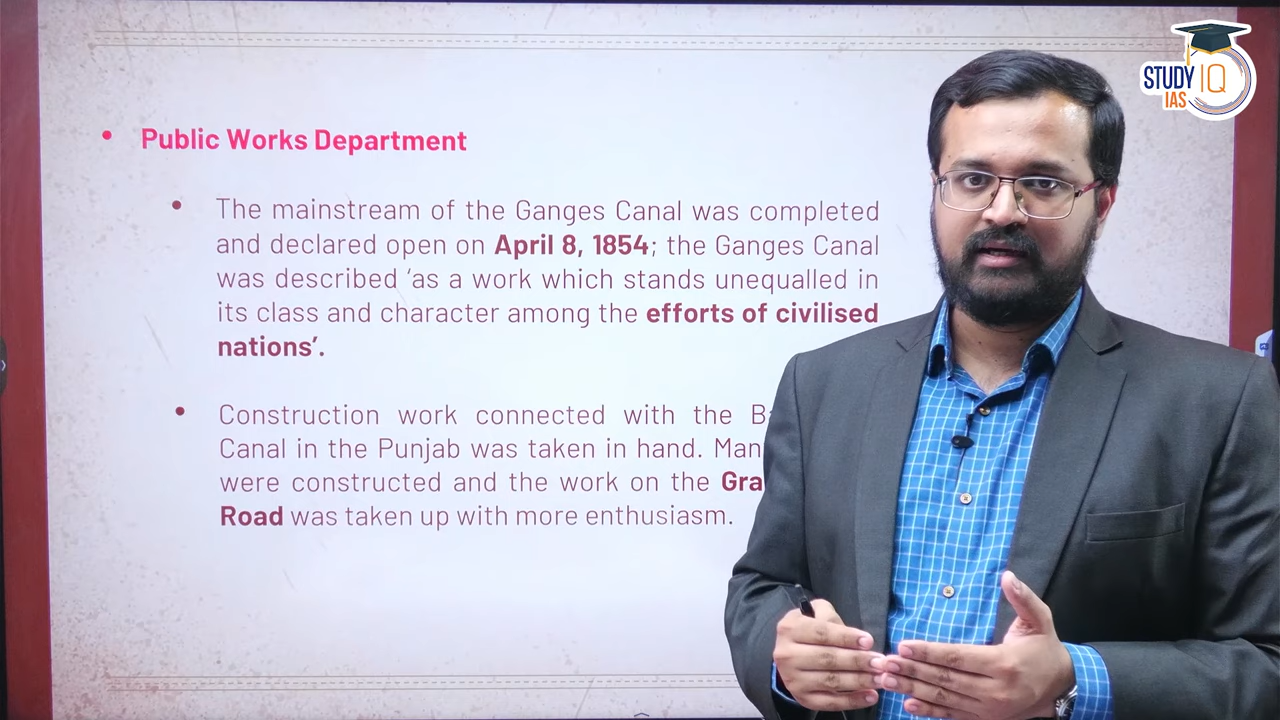 STUDY IQ
IAS
Public Works Department
The mainstream of the Ganges Canal was completed
and declared open on April 8, 1854; the Ganges Canal
was described ‘as a work which stands unequalled in
its class and character among the efforts of civilised
nations’.
Construction work connected with the
Canal in the Punjab was taken in hand.
were constructed and the work on the
Road was taken up with more enthusiasm.